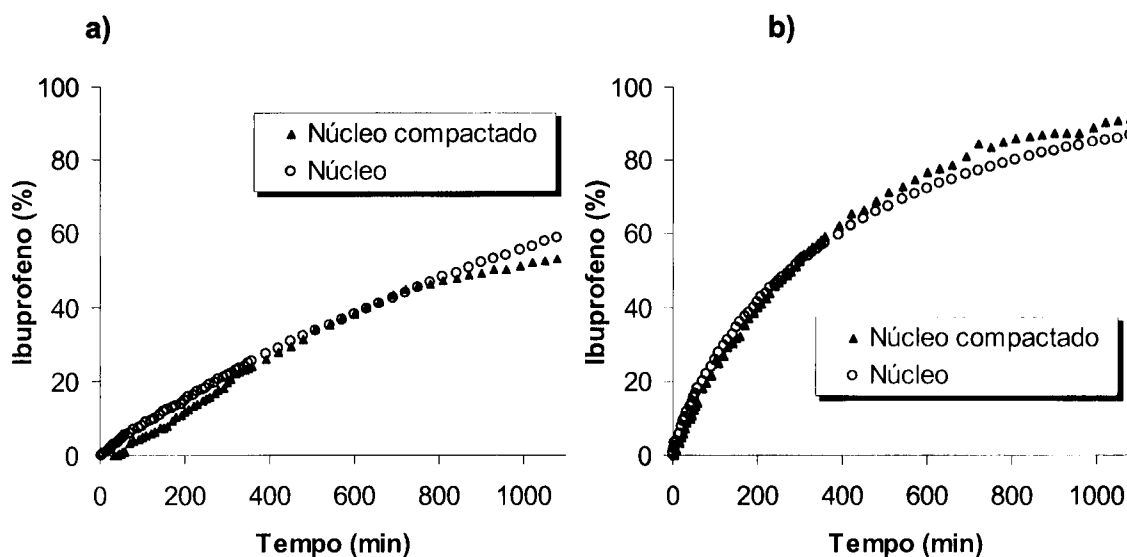 a)
b)
100
80
60
40
20
0
Ibuprofeno (%)
▲ Núcleo compactado
○ Núcleo
0 200 400 600 800 1000
Tempo (min)
100
80
60
40
20
0
Ibuprofeno (%)
▲ Núcleo compactado
○ Núcleo
0 200 400 600 800 1000
Tempo (min)